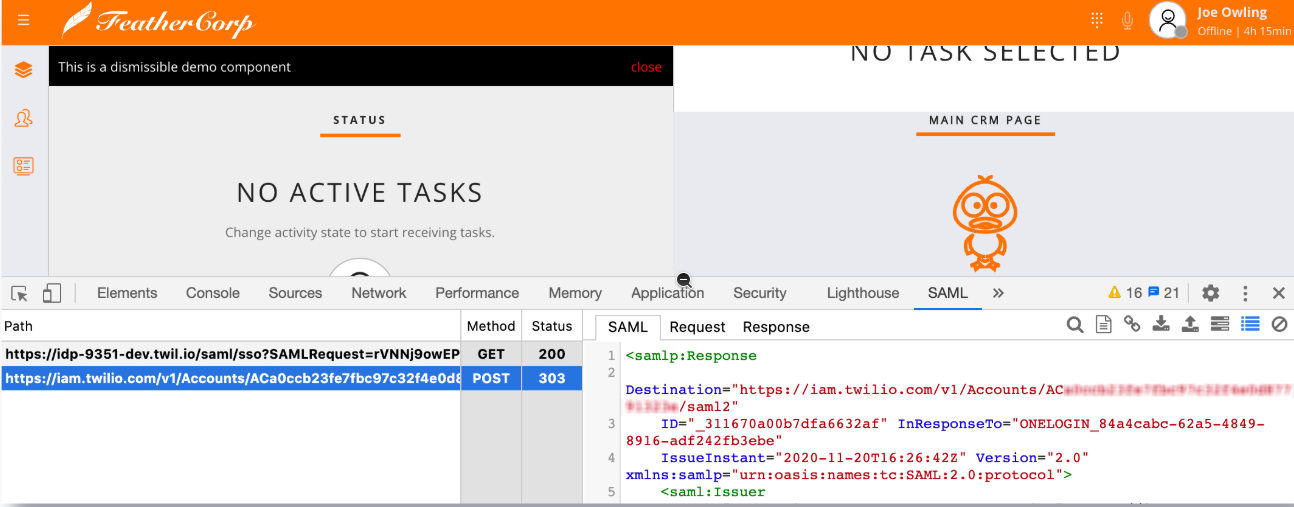 FeatherCorp
Joe Owling
Offline | 4h 15min
This is a dismissible demo component close
NO TASK SELECTED
STATUS
MAIN CRM PAGE
NO ACTIVE TASKS
Change activity state to start receiving tasks.
Elements Console Sources Network Performance Memory Application Security Lighthouse SAML » 16 21
Path Method Status
https://idp-9351-dev.twil.io/saml/sso?SAMLRequest=rVNNj9owEP GET 200
https://iam.twilio.com/v1/Accounts/ACa0ccb23fe7fbc97c32f4e0d8 POST 303
SAML Request Response
1 <samlp:Response
2
Destination="https://iam.twilio.com/v1/Accounts/AC
/saml2"
3 ID="_311670a00b7dfa6632af" InResponseTo="ONELOGIN_84a4cabc-62a5-4849-
8916-adf242fb3ebe"
4 IssueInstant="2020-11-20T16:26:42Z" Version="2.0"
xmlns:samlp="urn:oasis:names:tc:SAML:2.0:protocol">
5 <saml:Issuer